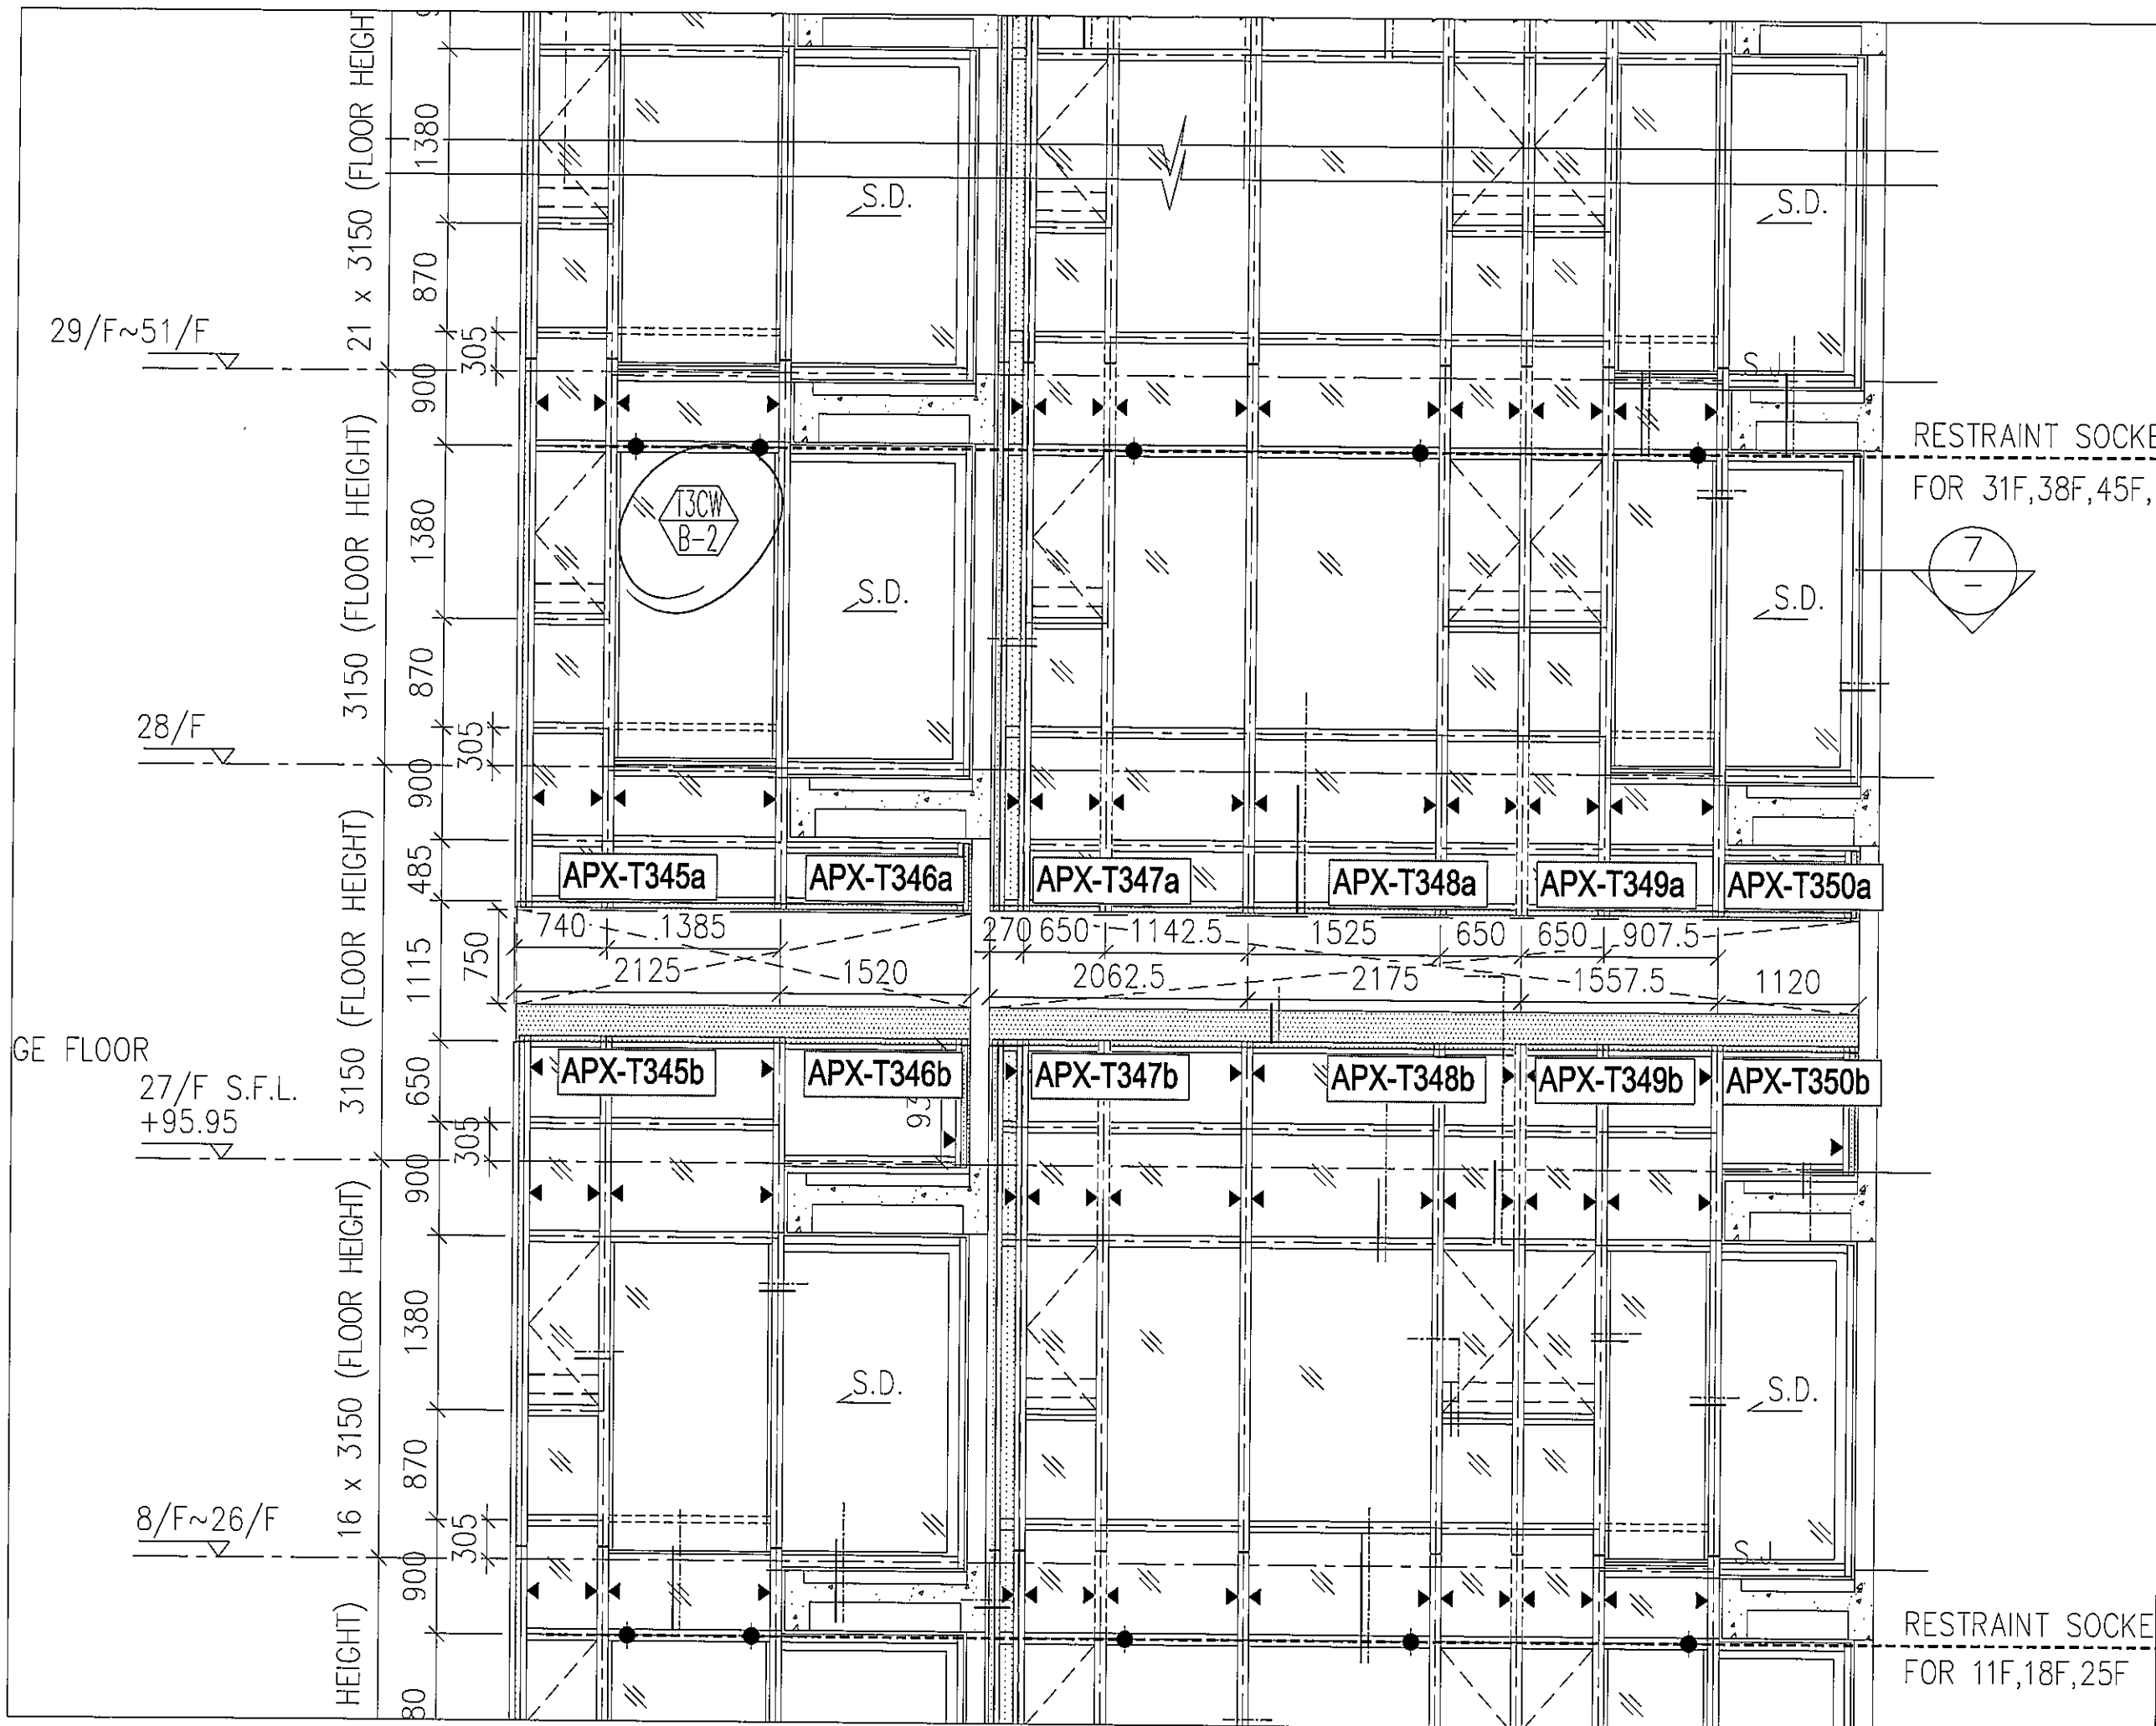 21 x 3150 (FLOOR HEIGHT
1380
870
900
305
29/F~51/F
S.D.
S.D.
S.J.
RESTRAINT SOCKE
FOR 31F,38F,45F,
3150 (FLOOR HEIGHT)
1380
870
900
305
T3CW
B-2
S.D.
S.D.
7
–
28/F
3150 (FLOOR HEIGHT)
485
1115
650
750
APX-T345a
APX-T346a
APX-T347a
APX-T348a
APX-T349a
APX-T350a
740
1385
270
650
1142.5
1525
650
650
907.5
2125
1520
2062.5
2175
1557.5
1120
APX-T345b
APX-T346b
APX-T347b
APX-T348b
APX-T349b
APX-T350b
GE FLOOR
27/F S.F.L.
+95.95
305
900
16 x 3150 (FLOOR HEIGHT)
1380
870
305
900
S.D.
S.D.
8/F~26/F
HEIGHT)
80
RESTRAINT SOCKE
FOR 11F,18F,25F